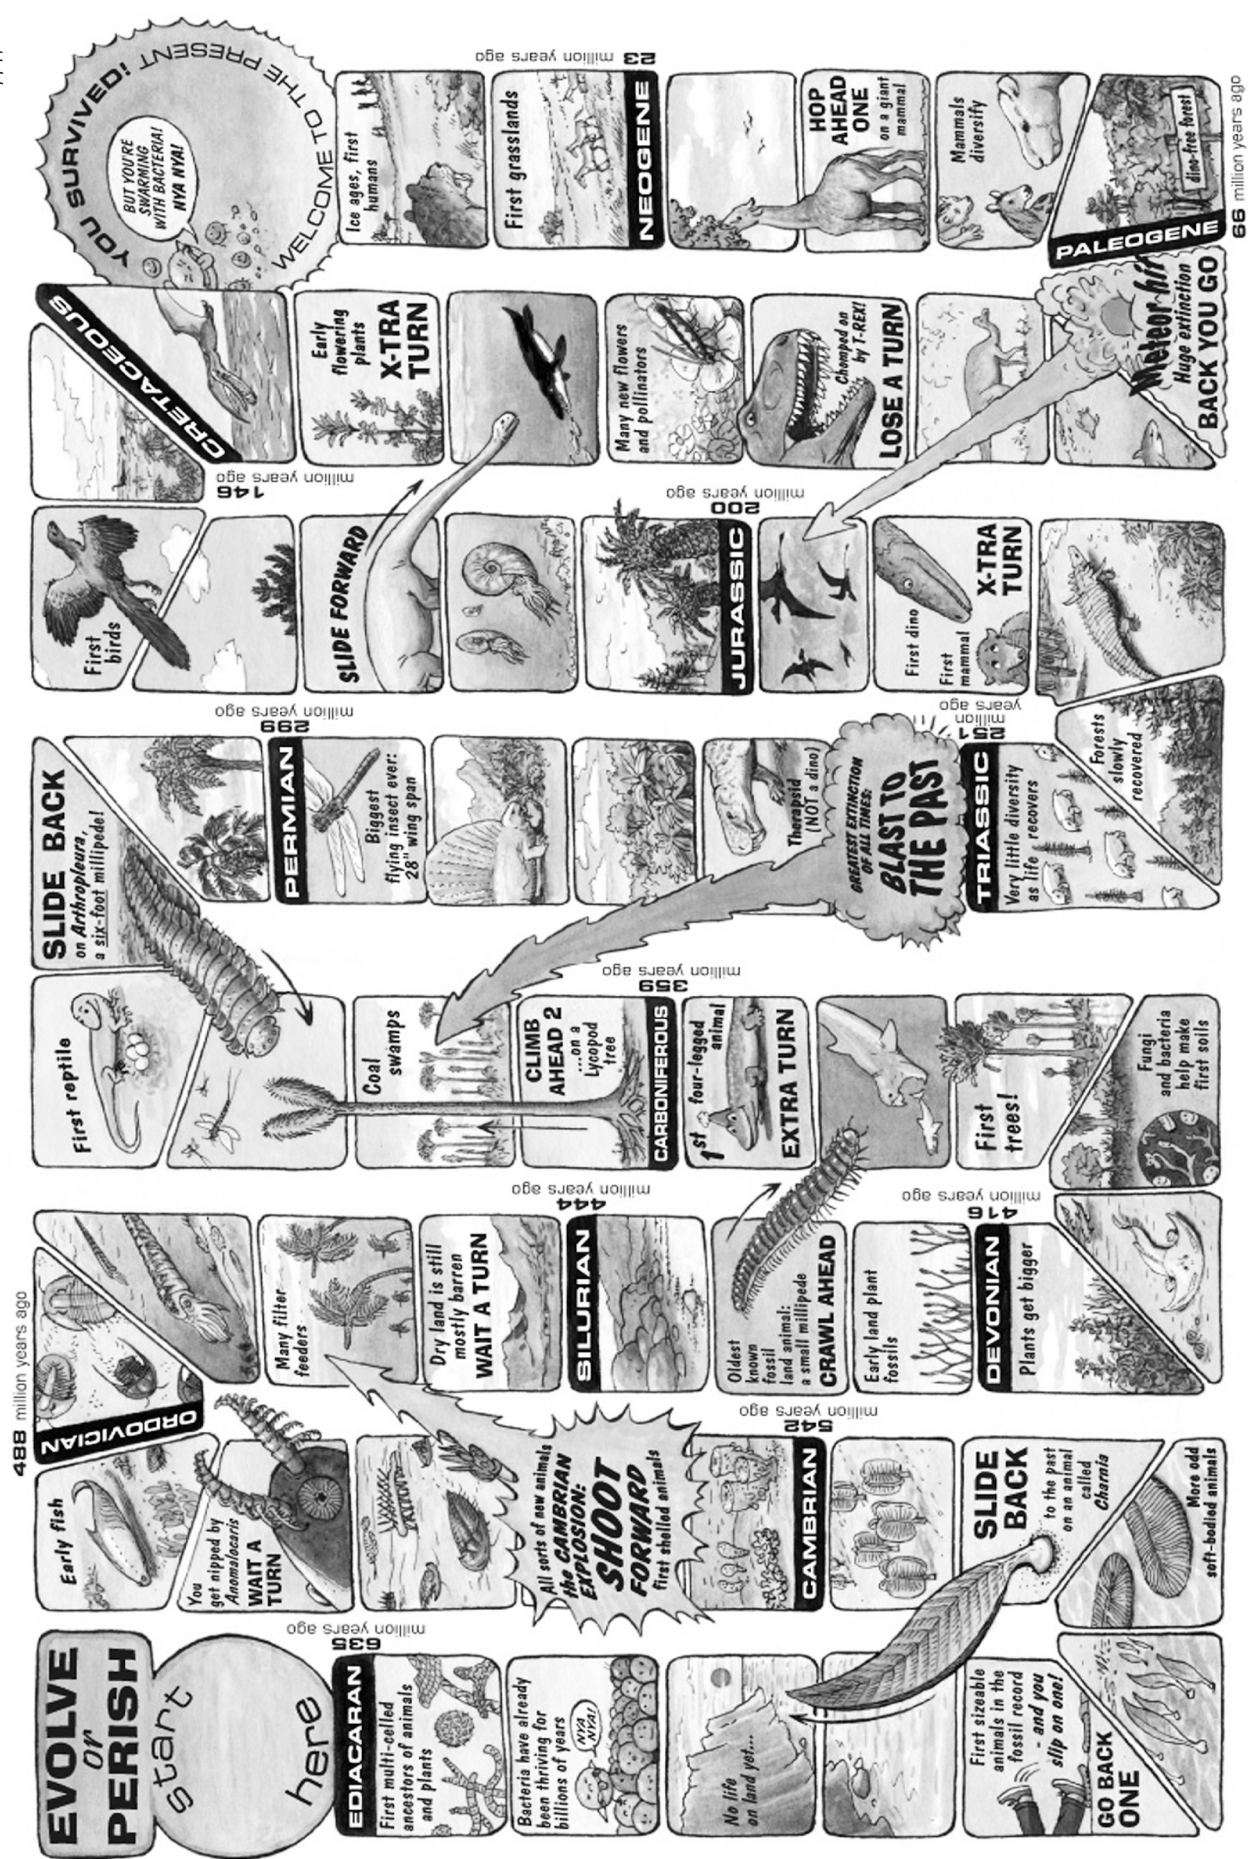 EVOLVE
or
PERISH
start
here
635
million years ago
EDIACARAN
First multi-celled
ancestors of animals
and plants
Bacteria have already
been thriving for
billions of years
NYA
NYA!
No life
on land yet...
First sizeable
animals in the
fossil record
- and you
slip on one!
GO BACK
ONE
More odd
soft-bodied animals
SLIDE
BACK
to the past
on an animal
called
Charnia
542
million years ago
CAMBRIAN
All sorts of new animals
the CAMBRIAN
EXPLOSION:
SHOOT
FORWARD
first shelled animals
You
get nipped by
Anomalocaris
WAIT A
TURN
Early fish
488 million years ago
ORDOVICIAN
Many filter
feeders
Dry land is still
mostly barren
WAIT A TURN
444
million years ago
SILURIAN
Oldest
known
fossil
land animal:
a small millipede
CRAWL AHEAD
Early land plant
fossils
416
million years ago
DEVONIAN
Plants get bigger
Fungi
and bacteria
help make
first soils
First
trees!
1st four-legged
animal
EXTRA TURN
359
million years ago
CARBONIFEROUS
CLIMB
AHEAD 2
...on a
Lycopod
tree
Coal
swamps
First reptile
SLIDE BACK
on Arthropleura,
a six-foot millipede!
299
million years ago
PERMIAN
Biggest
flying insect ever:
28" wing span
Therapsid
(NOT a dino)
GREATEST EXTINCTION
OF ALL TIMES:
BLAST TO
THE PAST
251
million
years ago
TRIASSIC
Very little diversity
as life recovers
Forests
slowly
recovered
First dino
First
mammal
X-TRA
TURN
200
million years ago
JURASSIC
SLIDE FORWARD
First
birds
146
million years ago
CRETACEOUS
Early
flowering
plants
X-TRA
TURN
Many new flowers
and pollinators
Chomped on
by T-REX!
LOSE A TURN
Meteor hit
Huge extinction
BACK YOU GO
66 million years ago
PALEOGENE
dino-free forest
Mammals
diversify
HOP
AHEAD
ONE
on a giant
mammal
23
million years ago
NEOGENE
First grasslands
Ice ages, first
humans
YOU SURVIVED!
WELCOME TO THE PRESENT
BUT YOU'RE
SWARMING
WITH BACTERIA!
NYA NYA!